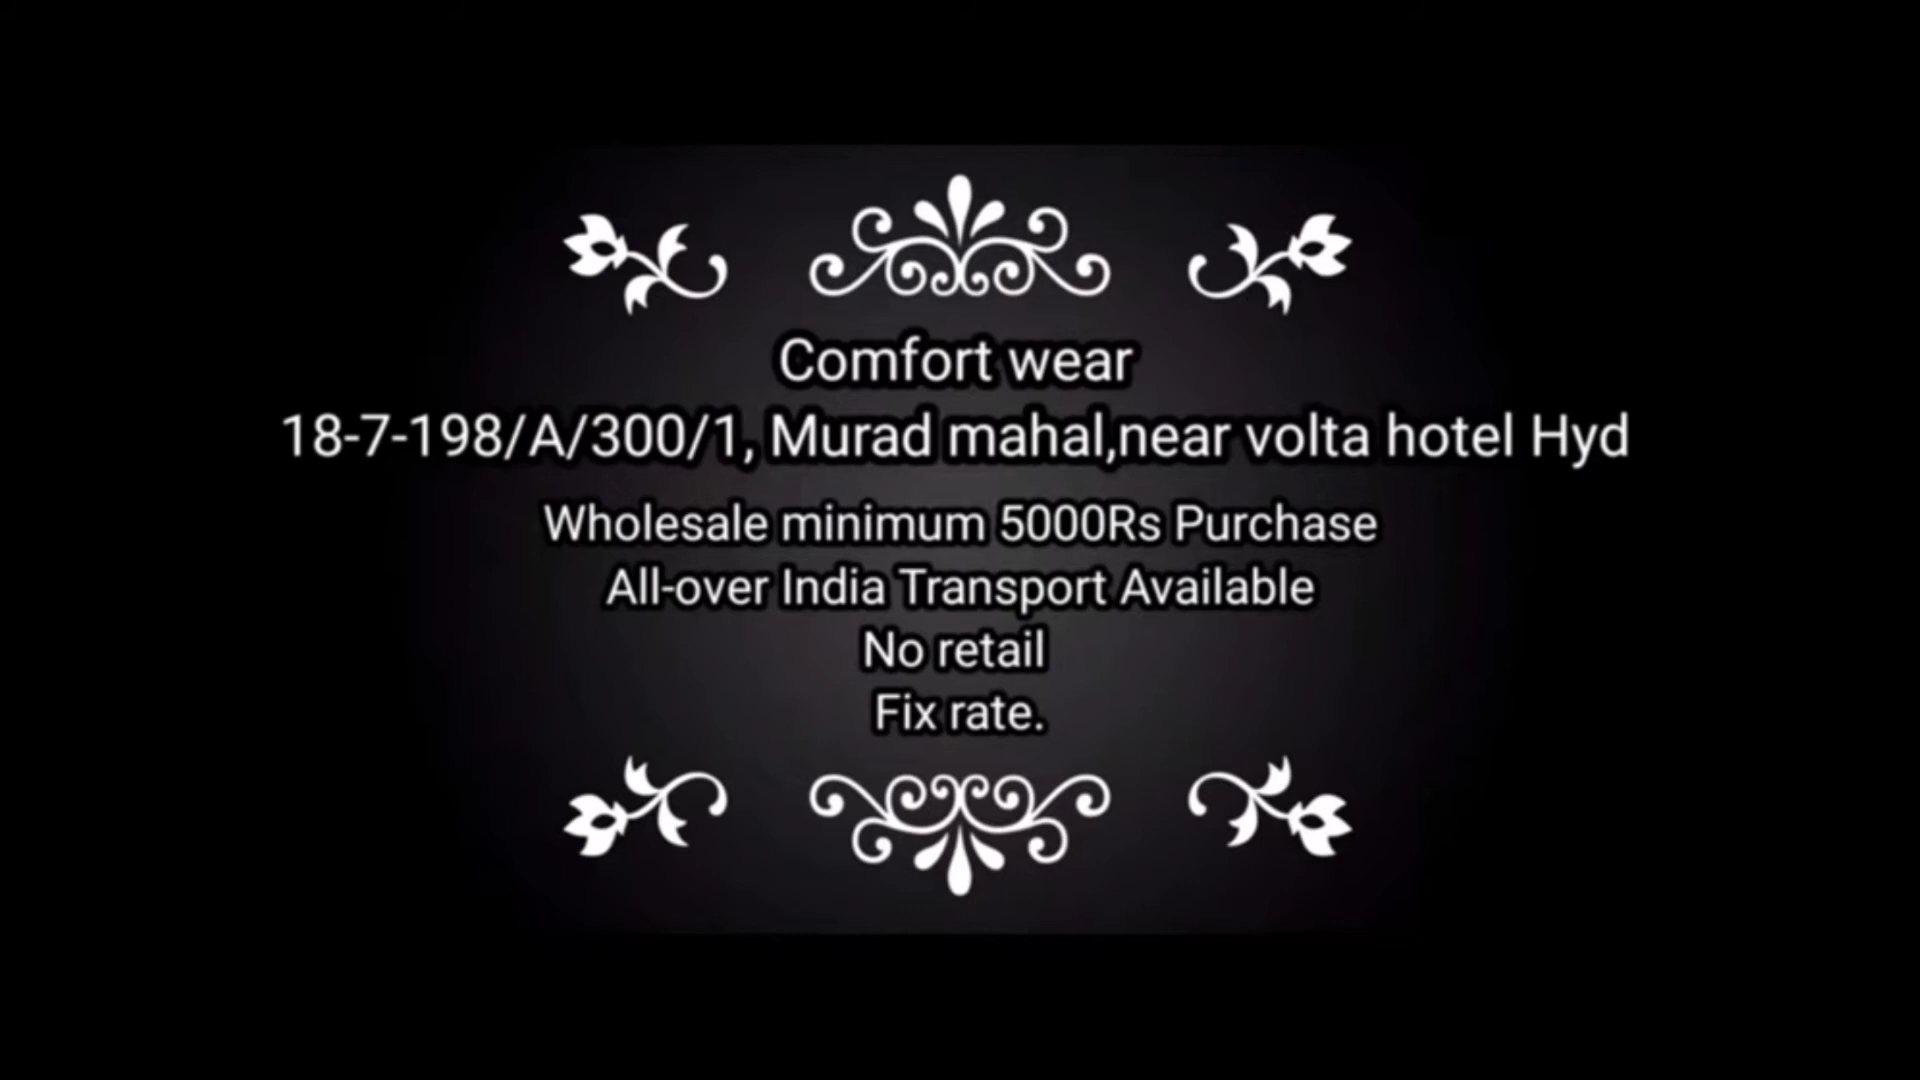 Comfort wear
18-7-198/A/300/1, Murad mahal,near volta hotel Hyd
Wholesale minimum 5000Rs Purchase
All-over India Transport Available
No retail
Fix rate.